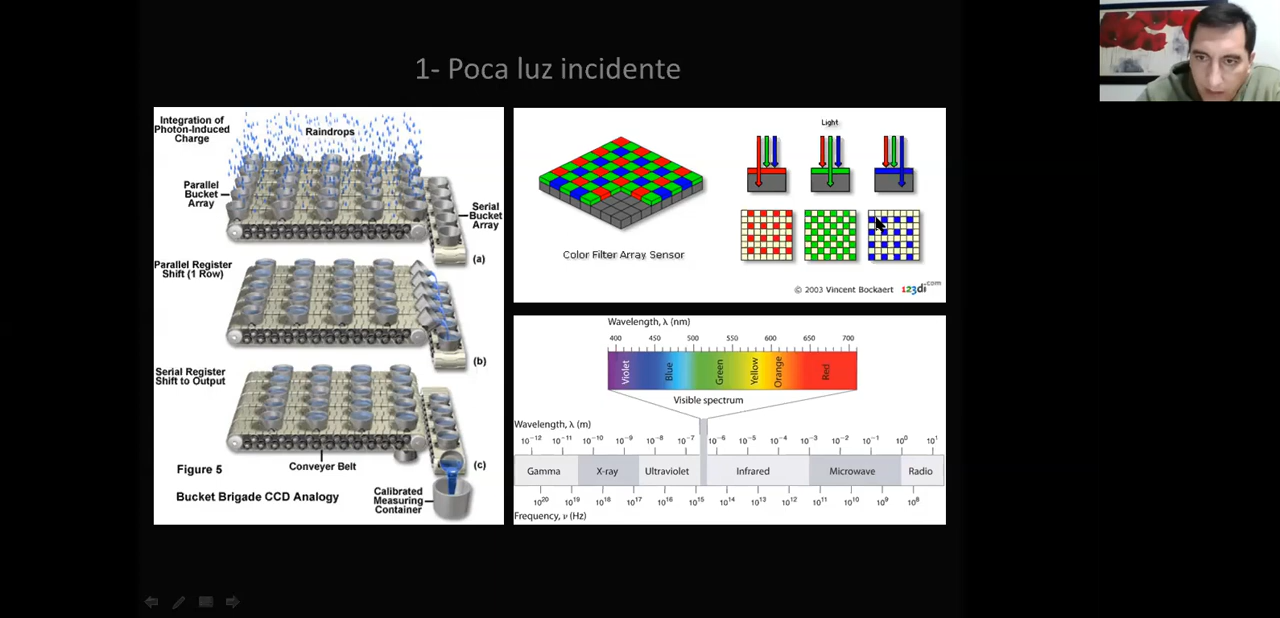 1- Poca luz incidente
Integration of
Photon-Induced
Charge
Raindrops
Parallel
Bucket
Array
Serial
Bucket
Array
(a)
Parallel Register
Shift (1 Row)
(b)
Serial Register
Shift to Output
(c)
Conveyer Belt
Figure 5
Bucket Brigade CCD Analogy
Calibrated
Measuring
Container
Light
Color Filter Array Sensor
© 2003 Vincent Bockaert 123di.com
Wavelength, λ (nm)
400 450 500 550 600 650 700
Violet Blue Green Yellow Orange Red
Visible spectrum
Wavelength, λ (m)
10⁻¹² 10⁻¹¹ 10⁻¹⁰ 10⁻⁹ 10⁻⁸ 10⁻⁷ 10⁻⁶ 10⁻⁵ 10⁻⁴ 10⁻³ 10⁻² 10⁻¹ 10⁰ 10¹
Gamma X-ray Ultraviolet Infrared Microwave Radio
10²⁰ 10¹⁹ 10¹⁸ 10¹⁷ 10¹⁶ 10¹⁵ 10¹⁴ 10¹³ 10¹² 10¹¹ 10¹⁰ 10⁹ 10⁸
Frequency, ν (Hz)